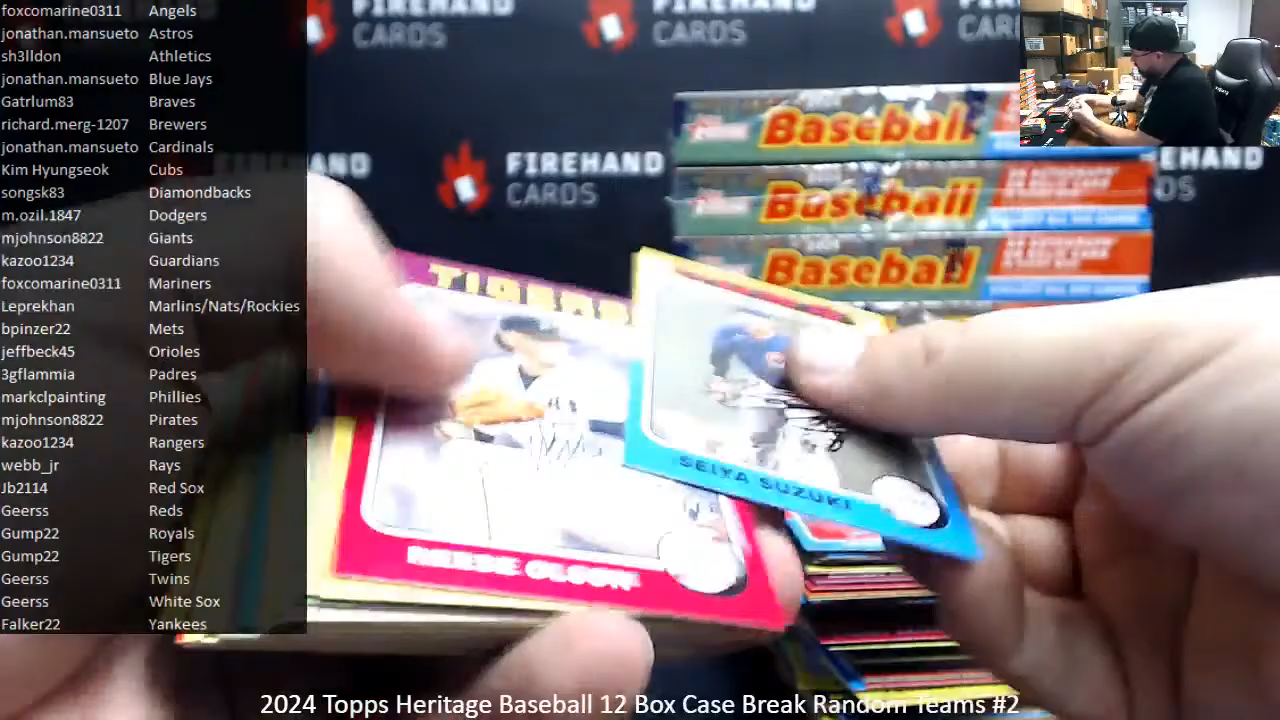 foxcomarine0311 Angels
jonathan.mansueto Astros
sh3lldon Athletics
jonathan.mansueto Blue Jays
Gatrlum83 Braves
richard.merg-1207 Brewers
jonathan.mansueto Cardinals
Kim Hyungseok Cubs
songsk83 Diamondbacks
m.ozil.1847 Dodgers
mjohnson8822 Giants
kazoo1234 Guardians
foxcomarine0311 Mariners
Leprekhan Marlins/Nats/Rockies
bpinzer22 Mets
jeffbeck45 Orioles
3gflammia Padres
markclpainting Phillies
mjohnson8822 Pirates
kazoo1234 Rangers
webb_jr Rays
Jb2114 Red Sox
Geerss Reds
Gump22 Royals
Gump22 Tigers
Geerss Twins
Geerss White Sox
Falker22 Yankees
FIREHAND
CARDS
CARDS
CARDS
FIREHAND
CARDS
Baseball
Baseball
Baseball
EHAND
DS
TIGERS
REESE OLSON
SEIYA SUZUKI
2024 Topps Heritage Baseball 12 Box Case Break Random Teams #2